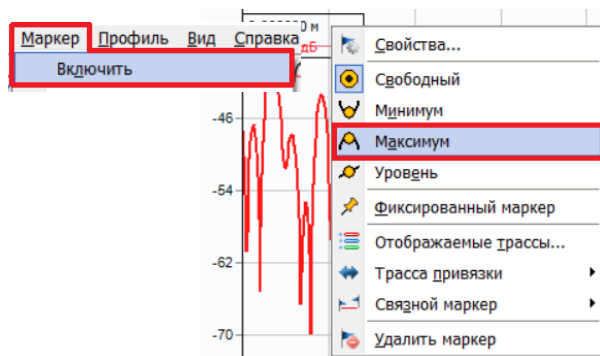 Маркер Профиль Вид Справка
Включить
М
дБ
-46
-54
-62
-70
Свойства...
Свободный
Минимум
Максимум
Уровень
Фиксированный маркер
Отображаемые трассы...
Трасса привязки
Связной маркер
Удалить маркер